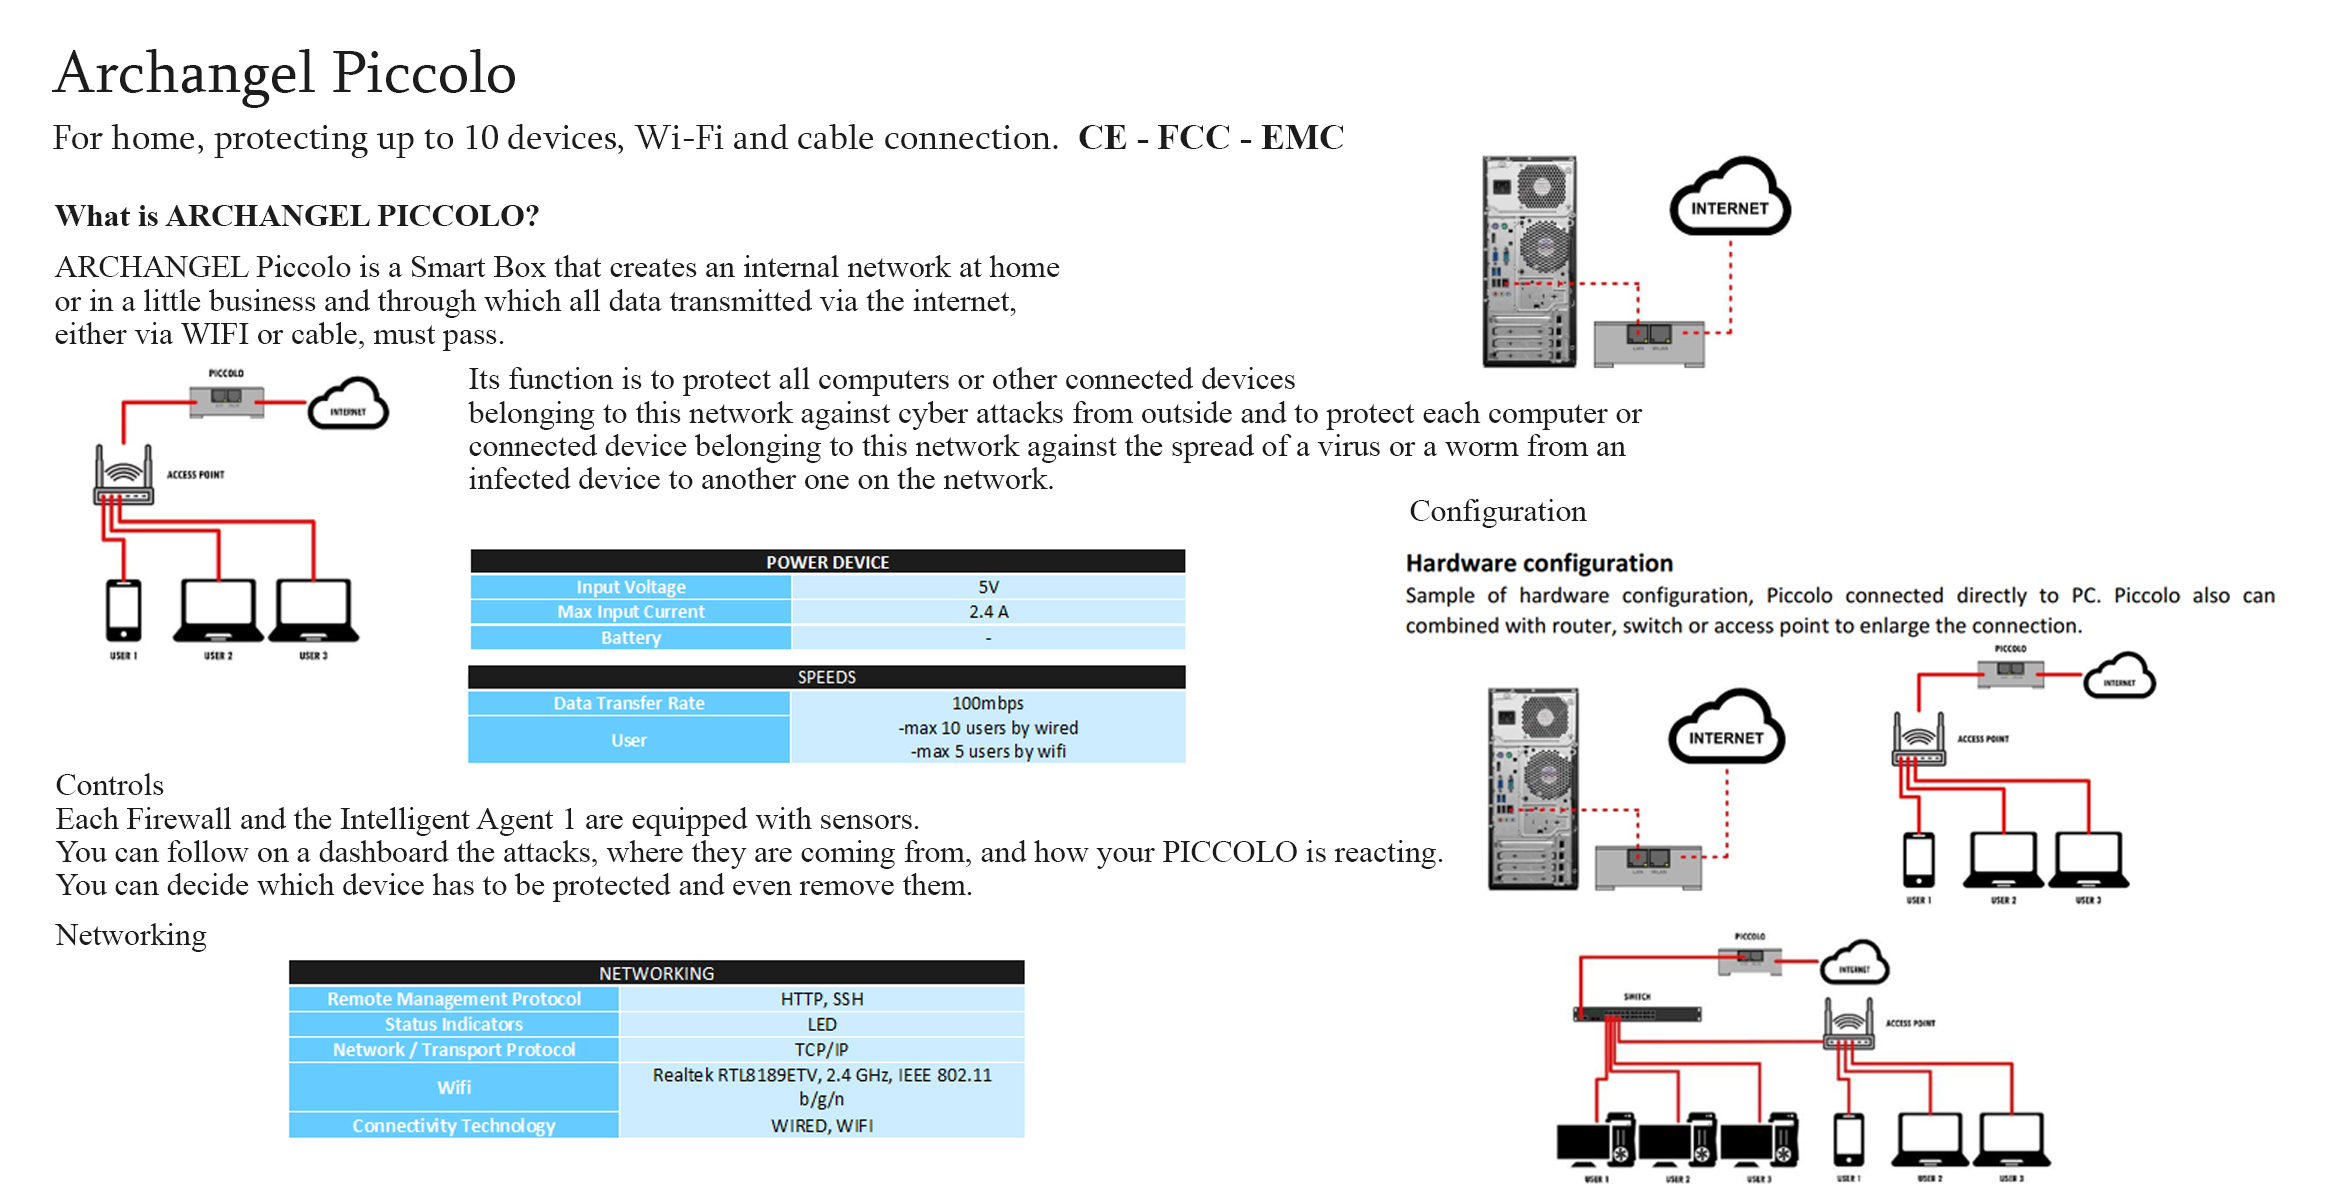 Archangel Piccolo
For home, protecting up to 10 devices, Wi-Fi and cable connection. CE - FCC - EMC
What is ARCHANGEL PICCOLO?
ARCHANGEL Piccolo is a Smart Box that creates an internal network at home
or in a little business and through which all data transmitted via the internet,
either via WIFI or cable, must pass.
INTERNET
LAN WLAN
PICCOLO
INTERNET
ACCESS POINT
USER 1 USER 2 USER 3
Its function is to protect all computers or other connected devices
belonging to this network against cyber attacks from outside and to protect each computer or
connected device belonging to this network against the spread of a virus or a worm from an
infected device to another one on the network.
POWER DEVICE
Input Voltage 5V
Max Input Current 2.4 A
Battery -
SPEEDS
Data Transfer Rate 100mbps
User -max 10 users by wired
-max 5 users by wifi
Controls
Each Firewall and the Intelligent Agent 1 are equipped with sensors.
You can follow on a dashboard the attacks, where they are coming from, and how your PICCOLO is reacting.
You can decide which device has to be protected and even remove them.
Networking
NETWORKING
Remote Management Protocol HTTP, SSH
Status Indicators LED
Network / Transport Protocol TCP/IP
Wifi Realtek RTL8189ETV, 2.4 GHz, IEEE 802.11
b/g/n
Connectivity Technology WIRED, WIFI
Configuration
Hardware configuration
Sample of hardware configuration, Piccolo connected directly to PC. Piccolo also can
combined with router, switch or access point to enlarge the connection.
INTERNET
LAN WLAN
PICCOLO
INTERNET
ACCESS POINT
USER 1 USER 2 USER 3
PICCOLO
INTERNET
SWITCH
ACCESS POINT
USER 1 USER 2 USER 3 USER 1 USER 2 USER 3